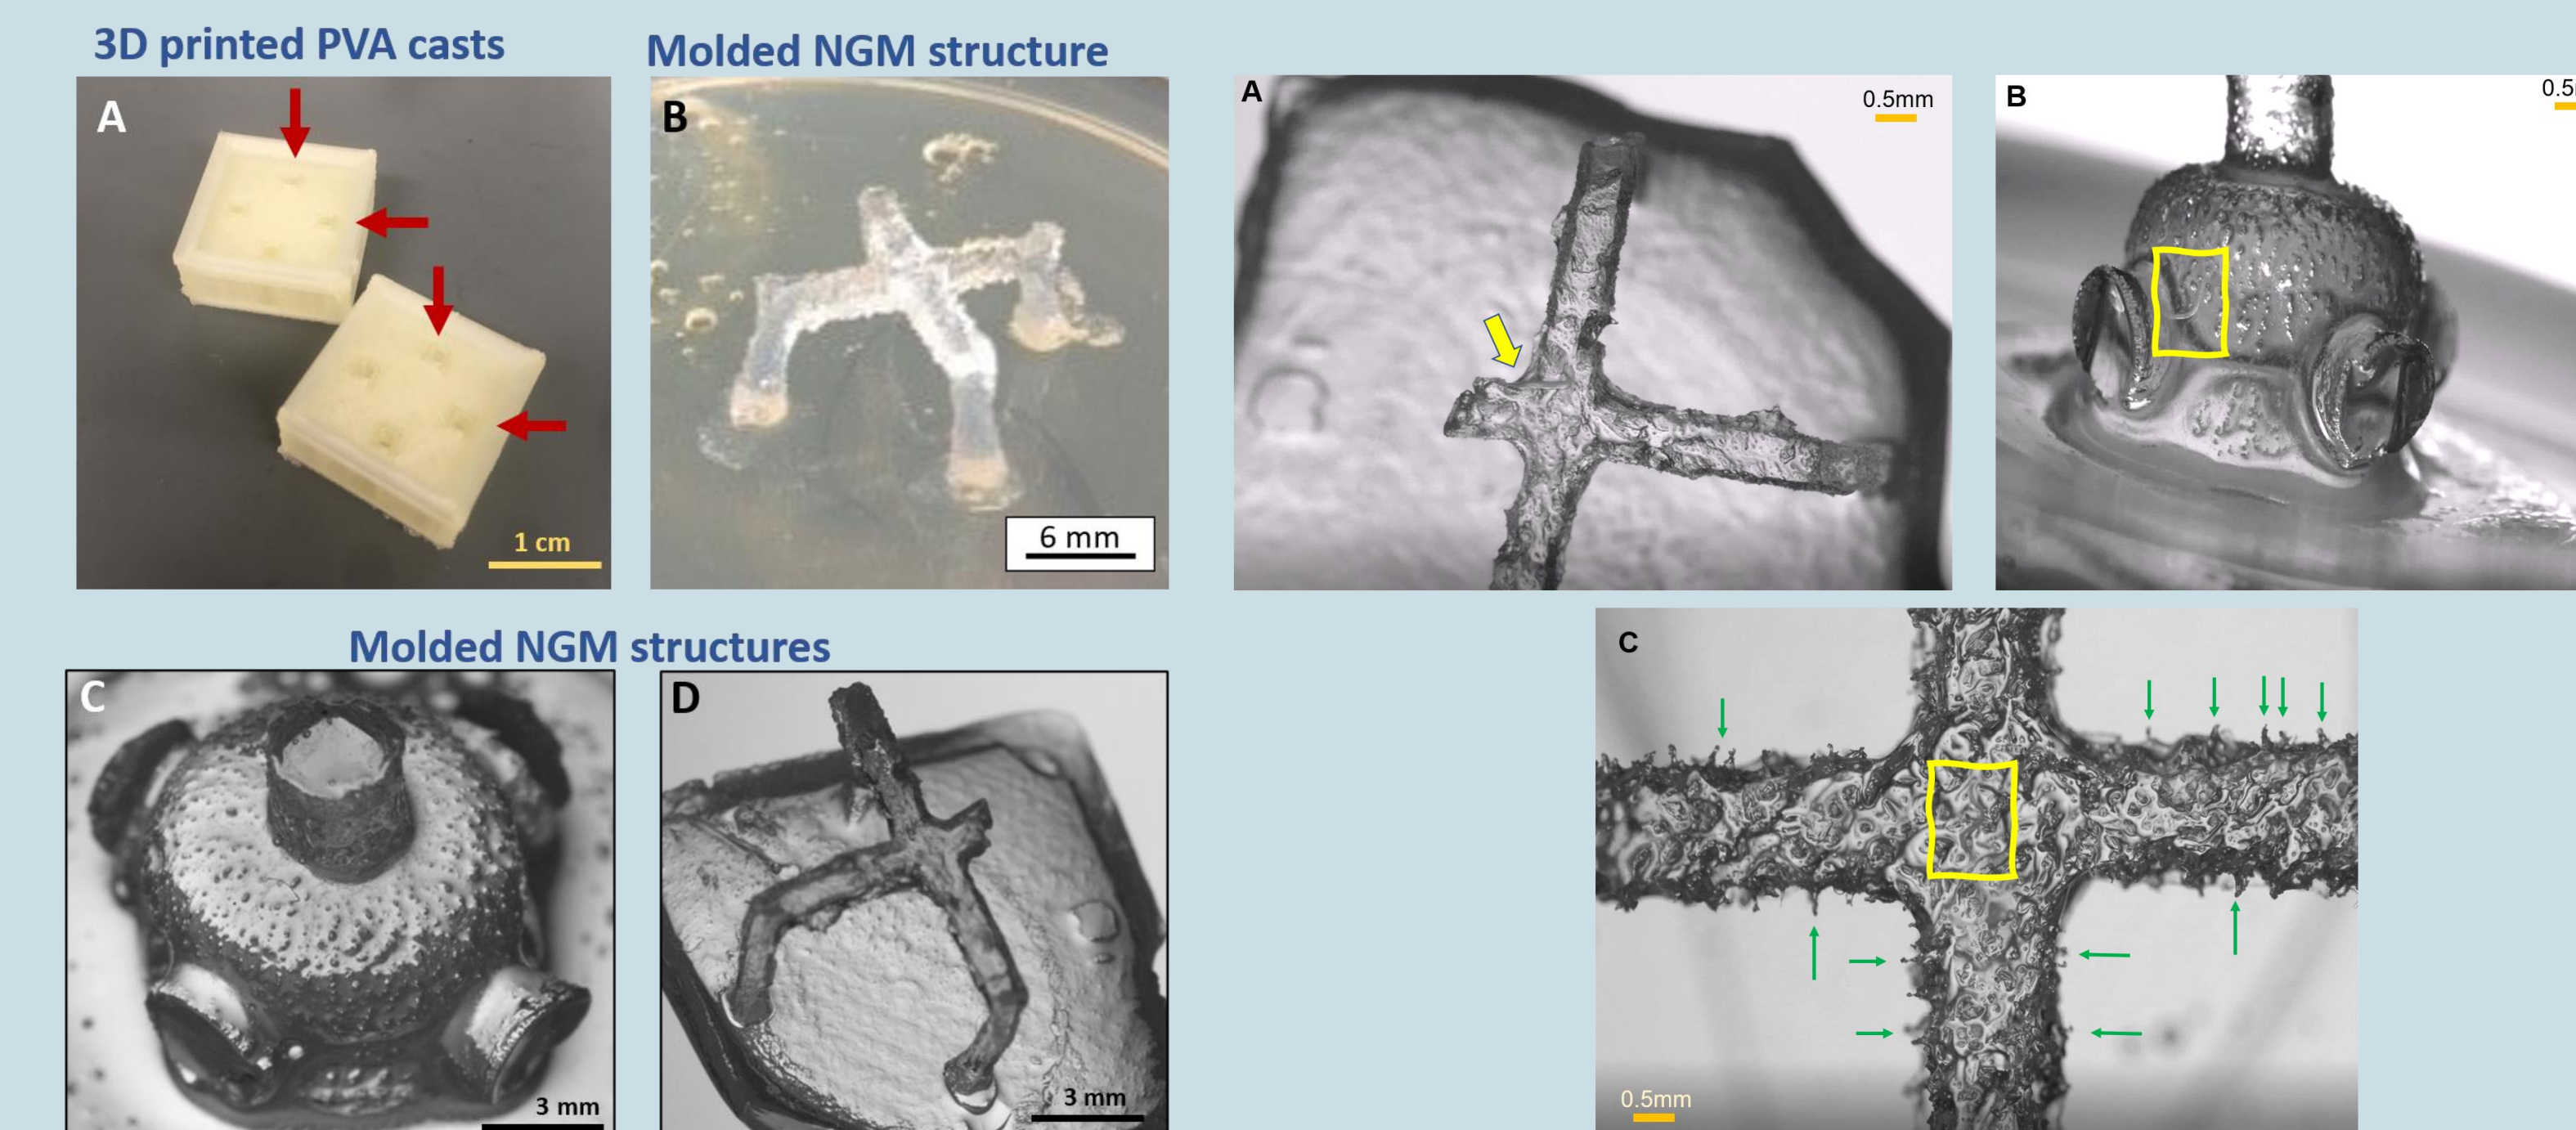 3D printed PVA casts
Molded NGM structure
A
1 cm
B
6 mm
A
0.5mm
B
Molded NGM structures
C
3 mm
D
3 mm
C
0.5mm